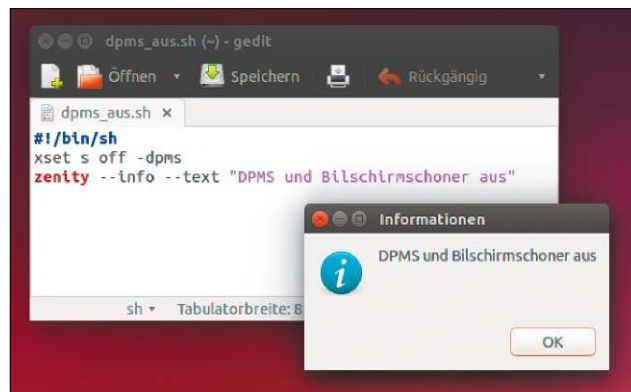 dpms_aus.sh (~) - gedit
Öffnen Speichern Rückgängig
dpms_aus.sh ×
#!/bin/sh
xset s off -dpms
zenity --info --text "DPMS und Bilschirmschoner aus"
sh Tabulatorbreite: 8
Informationen
DPMS und Bilschirmschoner aus
OK